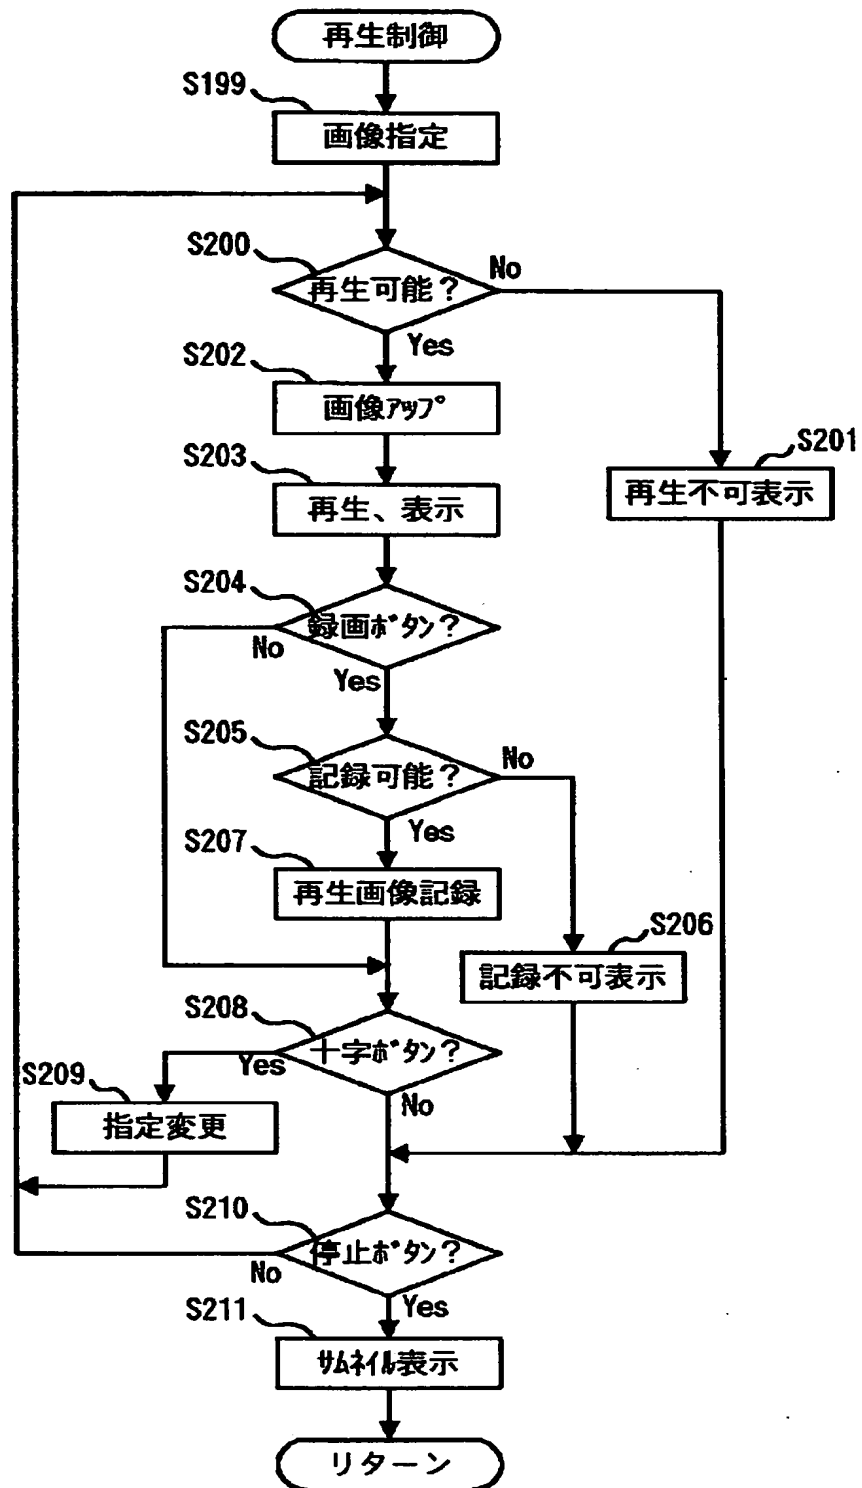 再生制御
S199
画像指定
S200
再生可能?
No
Yes
S202
画像ｱｯﾌﾟ
S201
再生不可表示
S203
再生、表示
S204
録画ﾎﾞﾀﾝ?
No
Yes
S205
記録可能?
No
Yes
S207
再生画像記録
S206
記録不可表示
S208
十字ﾎﾞﾀﾝ?
Yes
No
S209
指定変更
S210
停止ﾎﾞﾀﾝ?
No
Yes
S211
ｻﾑﾈｲﾙ表示
リターン